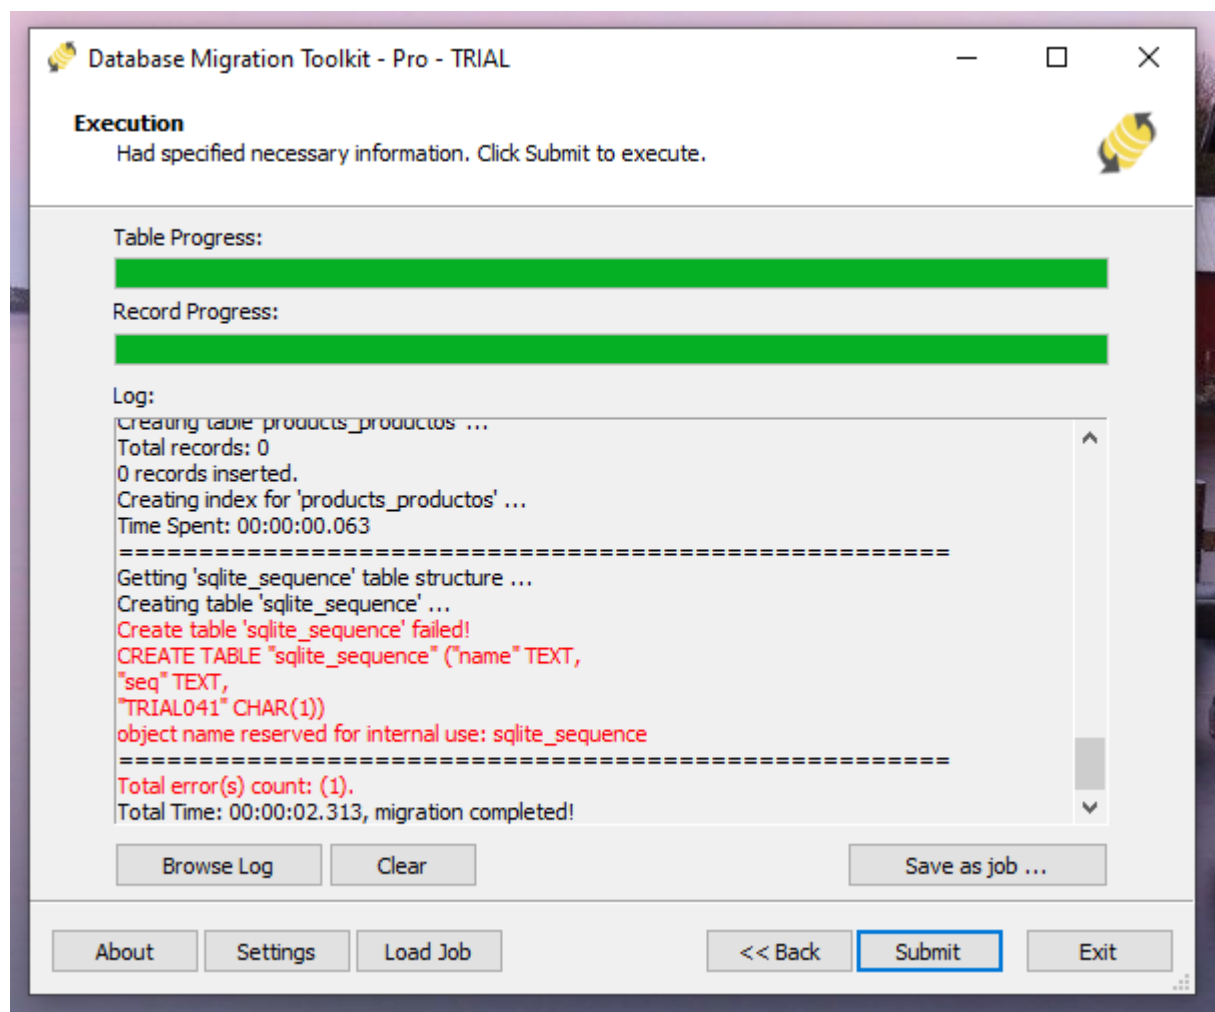 Database Migration Toolkit - Pro - TRIAL
Execution
Had specified necessary information. Click Submit to execute.
Table Progress:
Record Progress:
Log:
Creating table 'products_productos' ...
Total records: 0
0 records inserted.
Creating index for 'products_productos' ...
Time Spent: 00:00:00.063
====================================================
Getting 'sqlite_sequence' table structure ...
Creating table 'sqlite_sequence' ...
Create table 'sqlite_sequence' failed!
CREATE TABLE "sqlite_sequence" ("name" TEXT,
"seq" TEXT,
"TRIAL041" CHAR(1))
object name reserved for internal use: sqlite_sequence
====================================================
Total error(s) count: (1).
Total Time: 00:00:02.313, migration completed!
Browse Log
Clear
Save as job ...
About
Settings
Load Job
<< Back
Submit
Exit